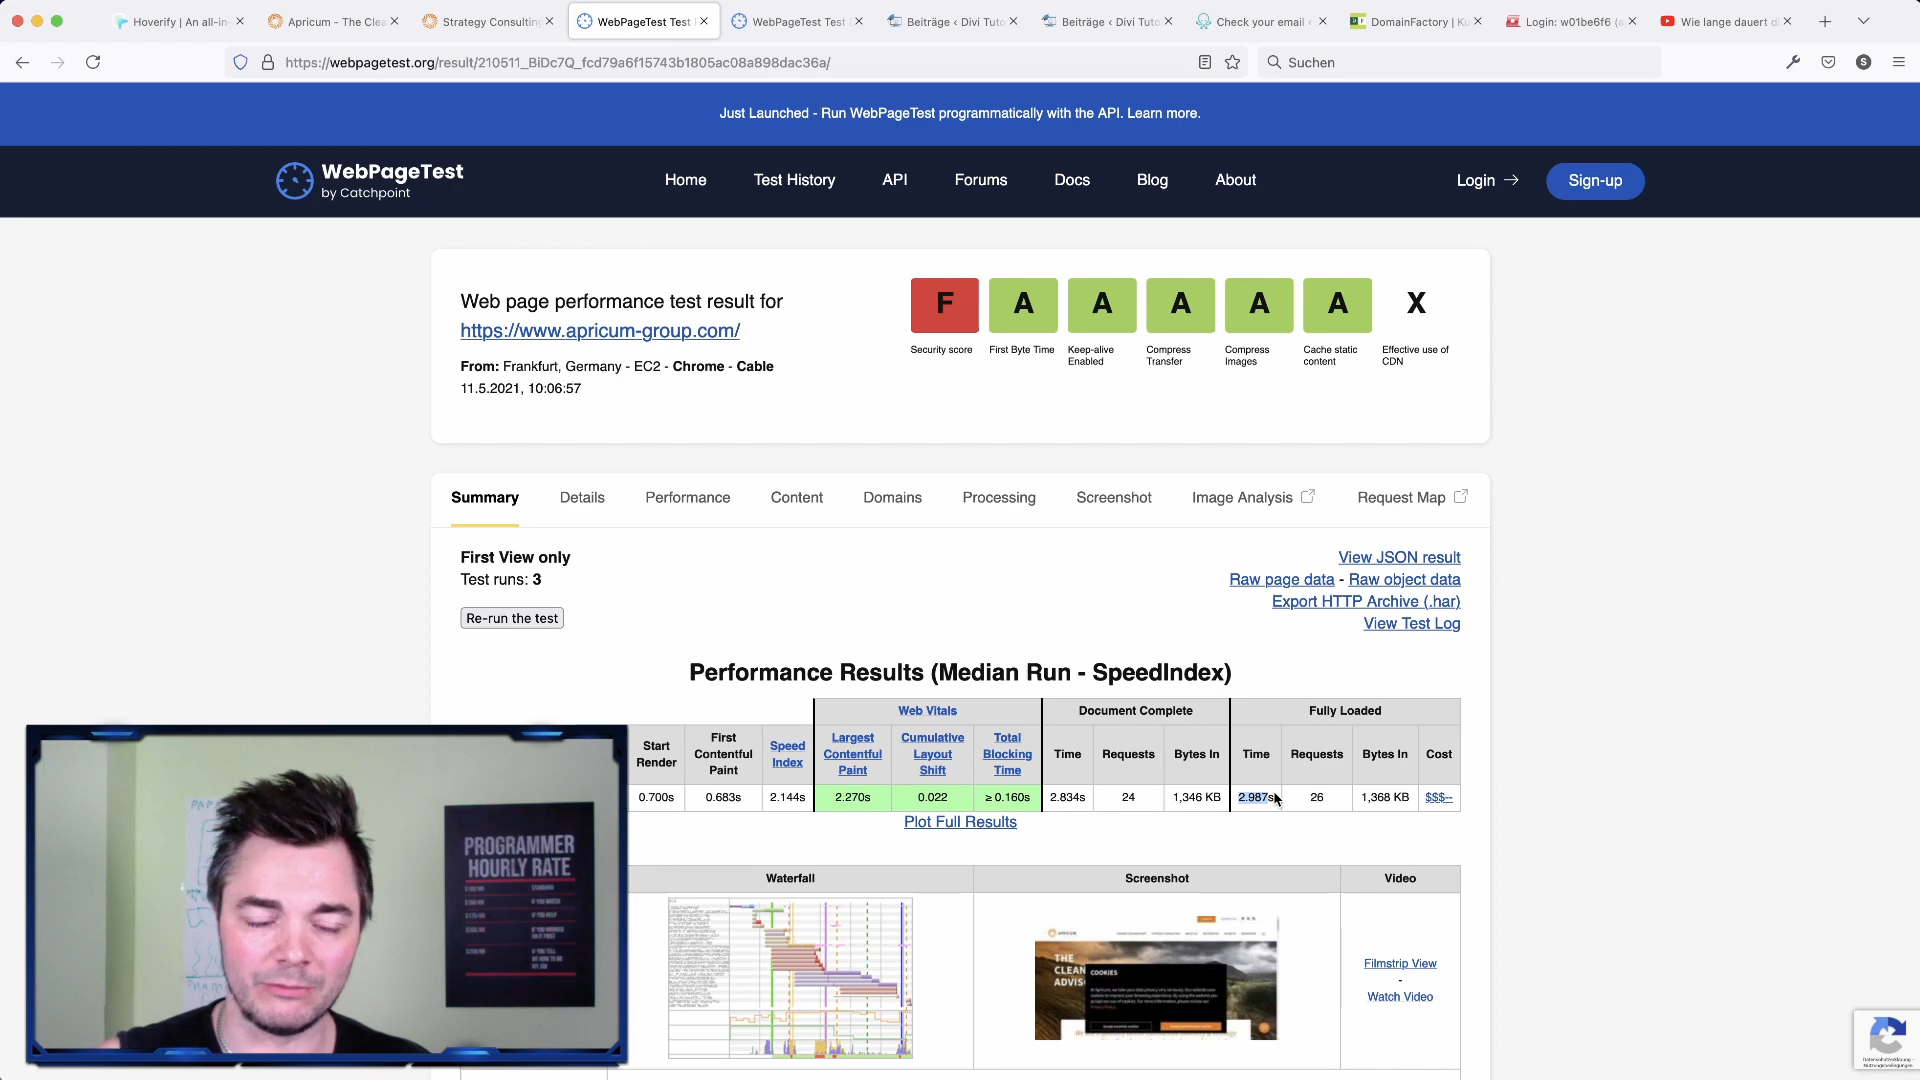 Hoverify | An all-in-
Apricum - The Clea
Strategy Consulting
WebPageTest Test
WebPageTest Test
Beiträge ‹ Divi Tuto
Beiträge ‹ Divi Tuto
Check your email ‹
DomainFactory | Ku
Login: w01be6f6 (a
Wie lange dauert di
https://webpagetest.org/result/210511_BiDc7Q_fcd79a6f15743b1805ac08a898dac36a/
Suchen
S
Just Launched - Run WebPageTest programmatically with the API. Learn more.
WebPageTest
by Catchpoint
Home
Test History
API
Forums
Docs
Blog
About
Login
Sign-up
Web page performance test result for
https://www.apricum-group.com/
From: Frankfurt, Germany - EC2 - Chrome - Cable
11.5.2021, 10:06:57
F
A
A
A
A
A
X
Security score
First Byte Time
Keep-alive
Enabled
Compress
Transfer
Compress
Images
Cache static
content
Effective use of
CDN
Summary
Details
Performance
Content
Domains
Processing
Screenshot
Image Analysis
Request Map
First View only
Test runs: 3
Re-run the test
View JSON result
Raw page data - Raw object data
Export HTTP Archive (.har)
View Test Log
Performance Results (Median Run - SpeedIndex)
Web Vitals
Document Complete
Fully Loaded
Start
Render
First
Contentful
Paint
Speed
Index
Largest
Contentful
Paint
Cumulative
Layout
Shift
Total
Blocking
Time
Time
Requests
Bytes In
Time
Requests
Bytes In
Cost
0.700s
0.683s
2.144s
2.270s
0.022
≥ 0.160s
2.834s
24
1,346 KB
2.987s
26
1,368 KB
$$$--
Plot Full Results
Waterfall
Screenshot
Video
Filmstrip View
-
Watch Video
THE
CLEAN
ADVIS
COOKIES
APRICUM
PROGRAMMER
HOURLY RATE
Datenschutzerklärung -
Nutzungsbedingungen